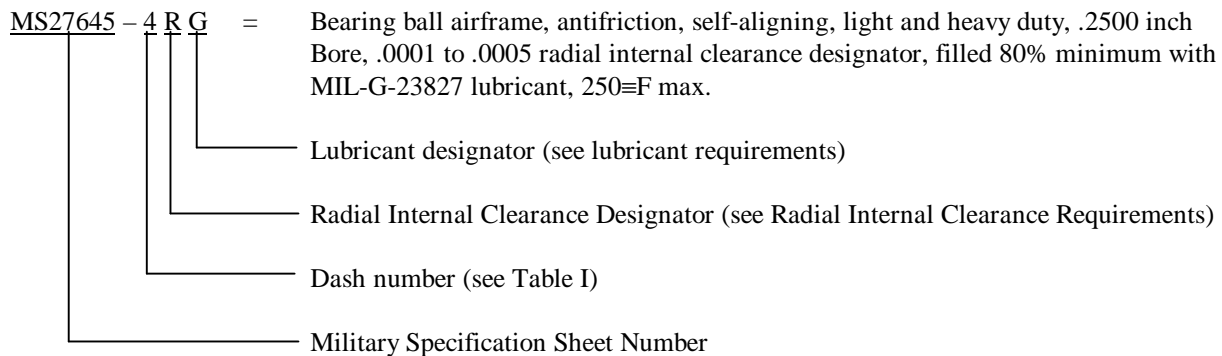 MS27645 – 4 R G = Bearing ball airframe, antifriction, self-aligning, light and heavy duty, .2500 inch
Bore, .0001 to .0005 radial internal clearance designator, filled 80% minimum with
MIL-G-23827 lubricant, 250≡F max.
Lubricant designator (see lubricant requirements)
Radial Internal Clearance Designator (see Radial Internal Clearance Requirements)
Dash number (see Table I)
Military Specification Sheet Number